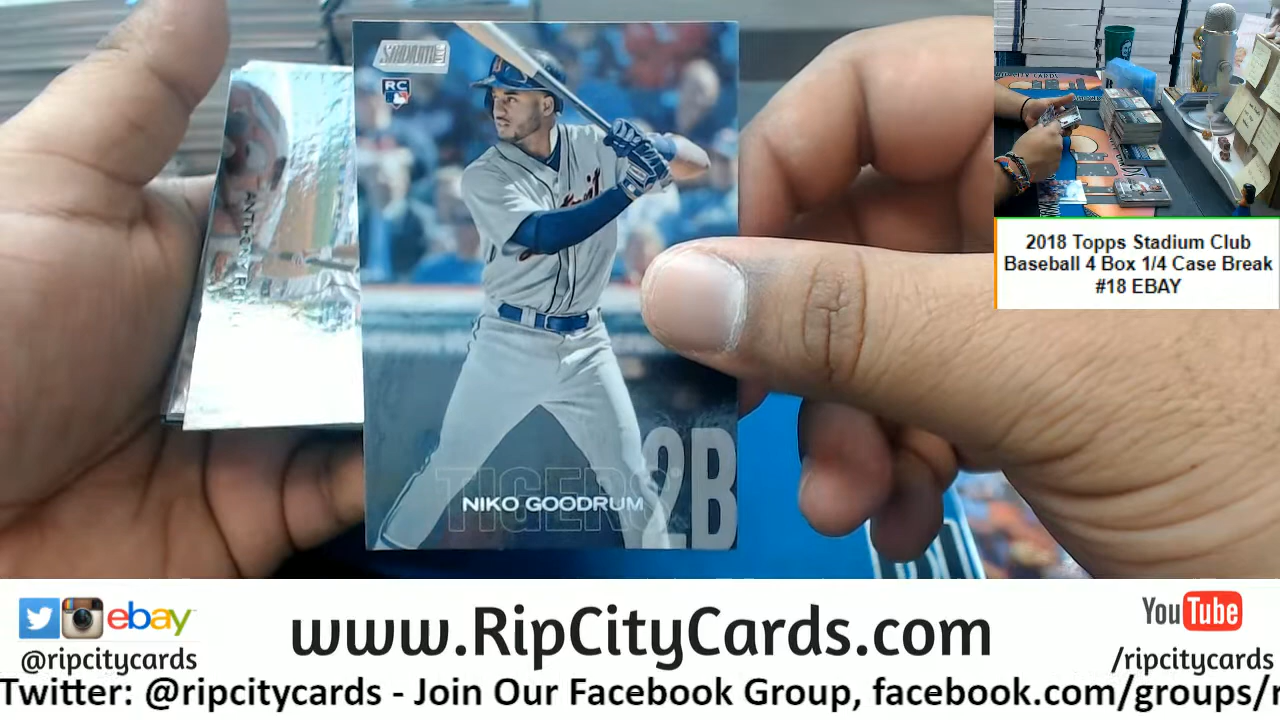 STADIUM
RC
Detroit
TIGERS
2B
NIKO GOODRUM
2018 Topps Stadium Club
Baseball 4 Box 1/4 Case Break
#18 EBAY
ebay
@ripcitycards
www.RipCityCards.com
YouTube
/ripcitycards
Twitter: @ripcitycards - Join Our Facebook Group, facebook.com/groups/r